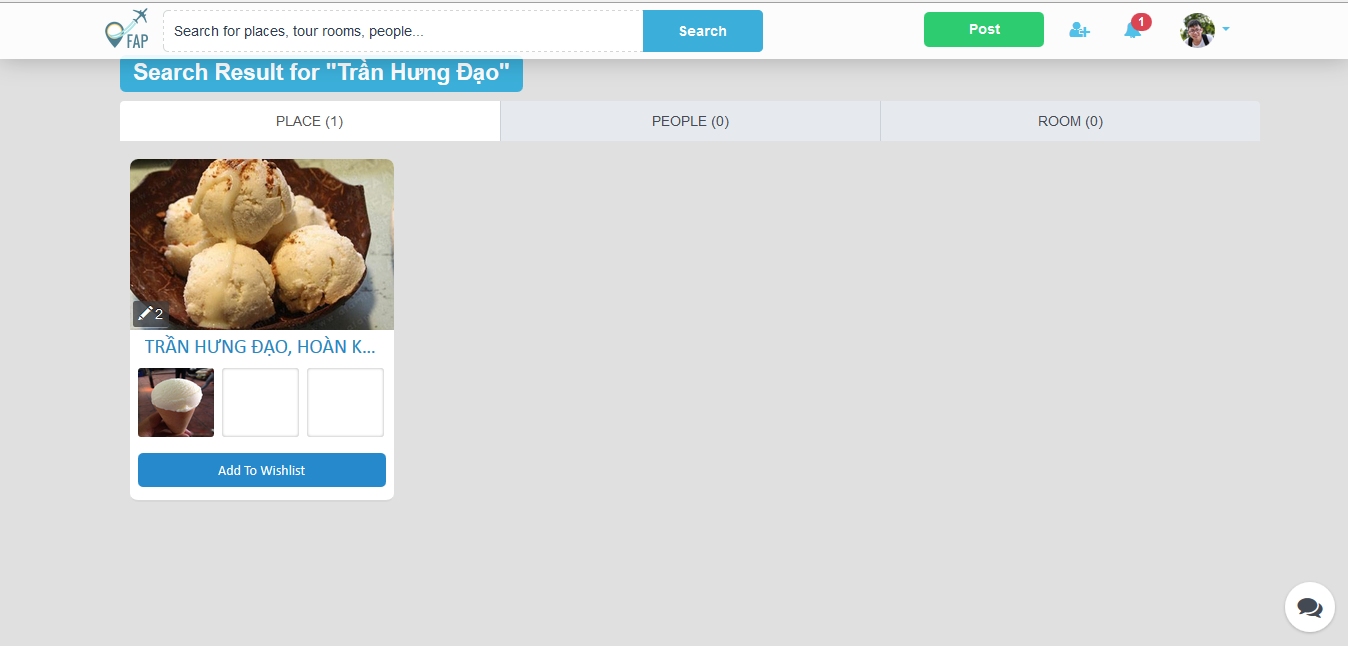 FAP
Search for places, tour rooms, people...
Search
Post
1
Search Result for "Trần Hưng Đạo"
PLACE (1)
PEOPLE (0)
ROOM (0)
2
TRẦN HƯNG ĐẠO, HOÀN K...
Add To Wishlist